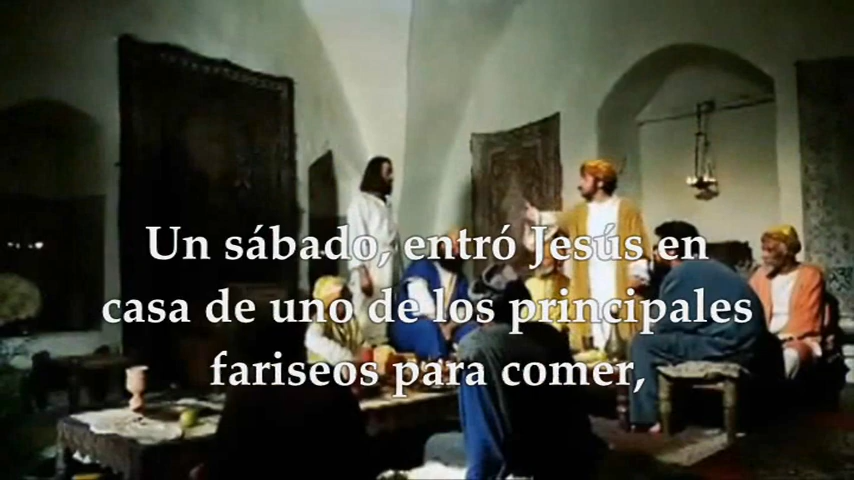 Un sábado, entró Jesús en
casa de uno de los principales
fariseos para comer,